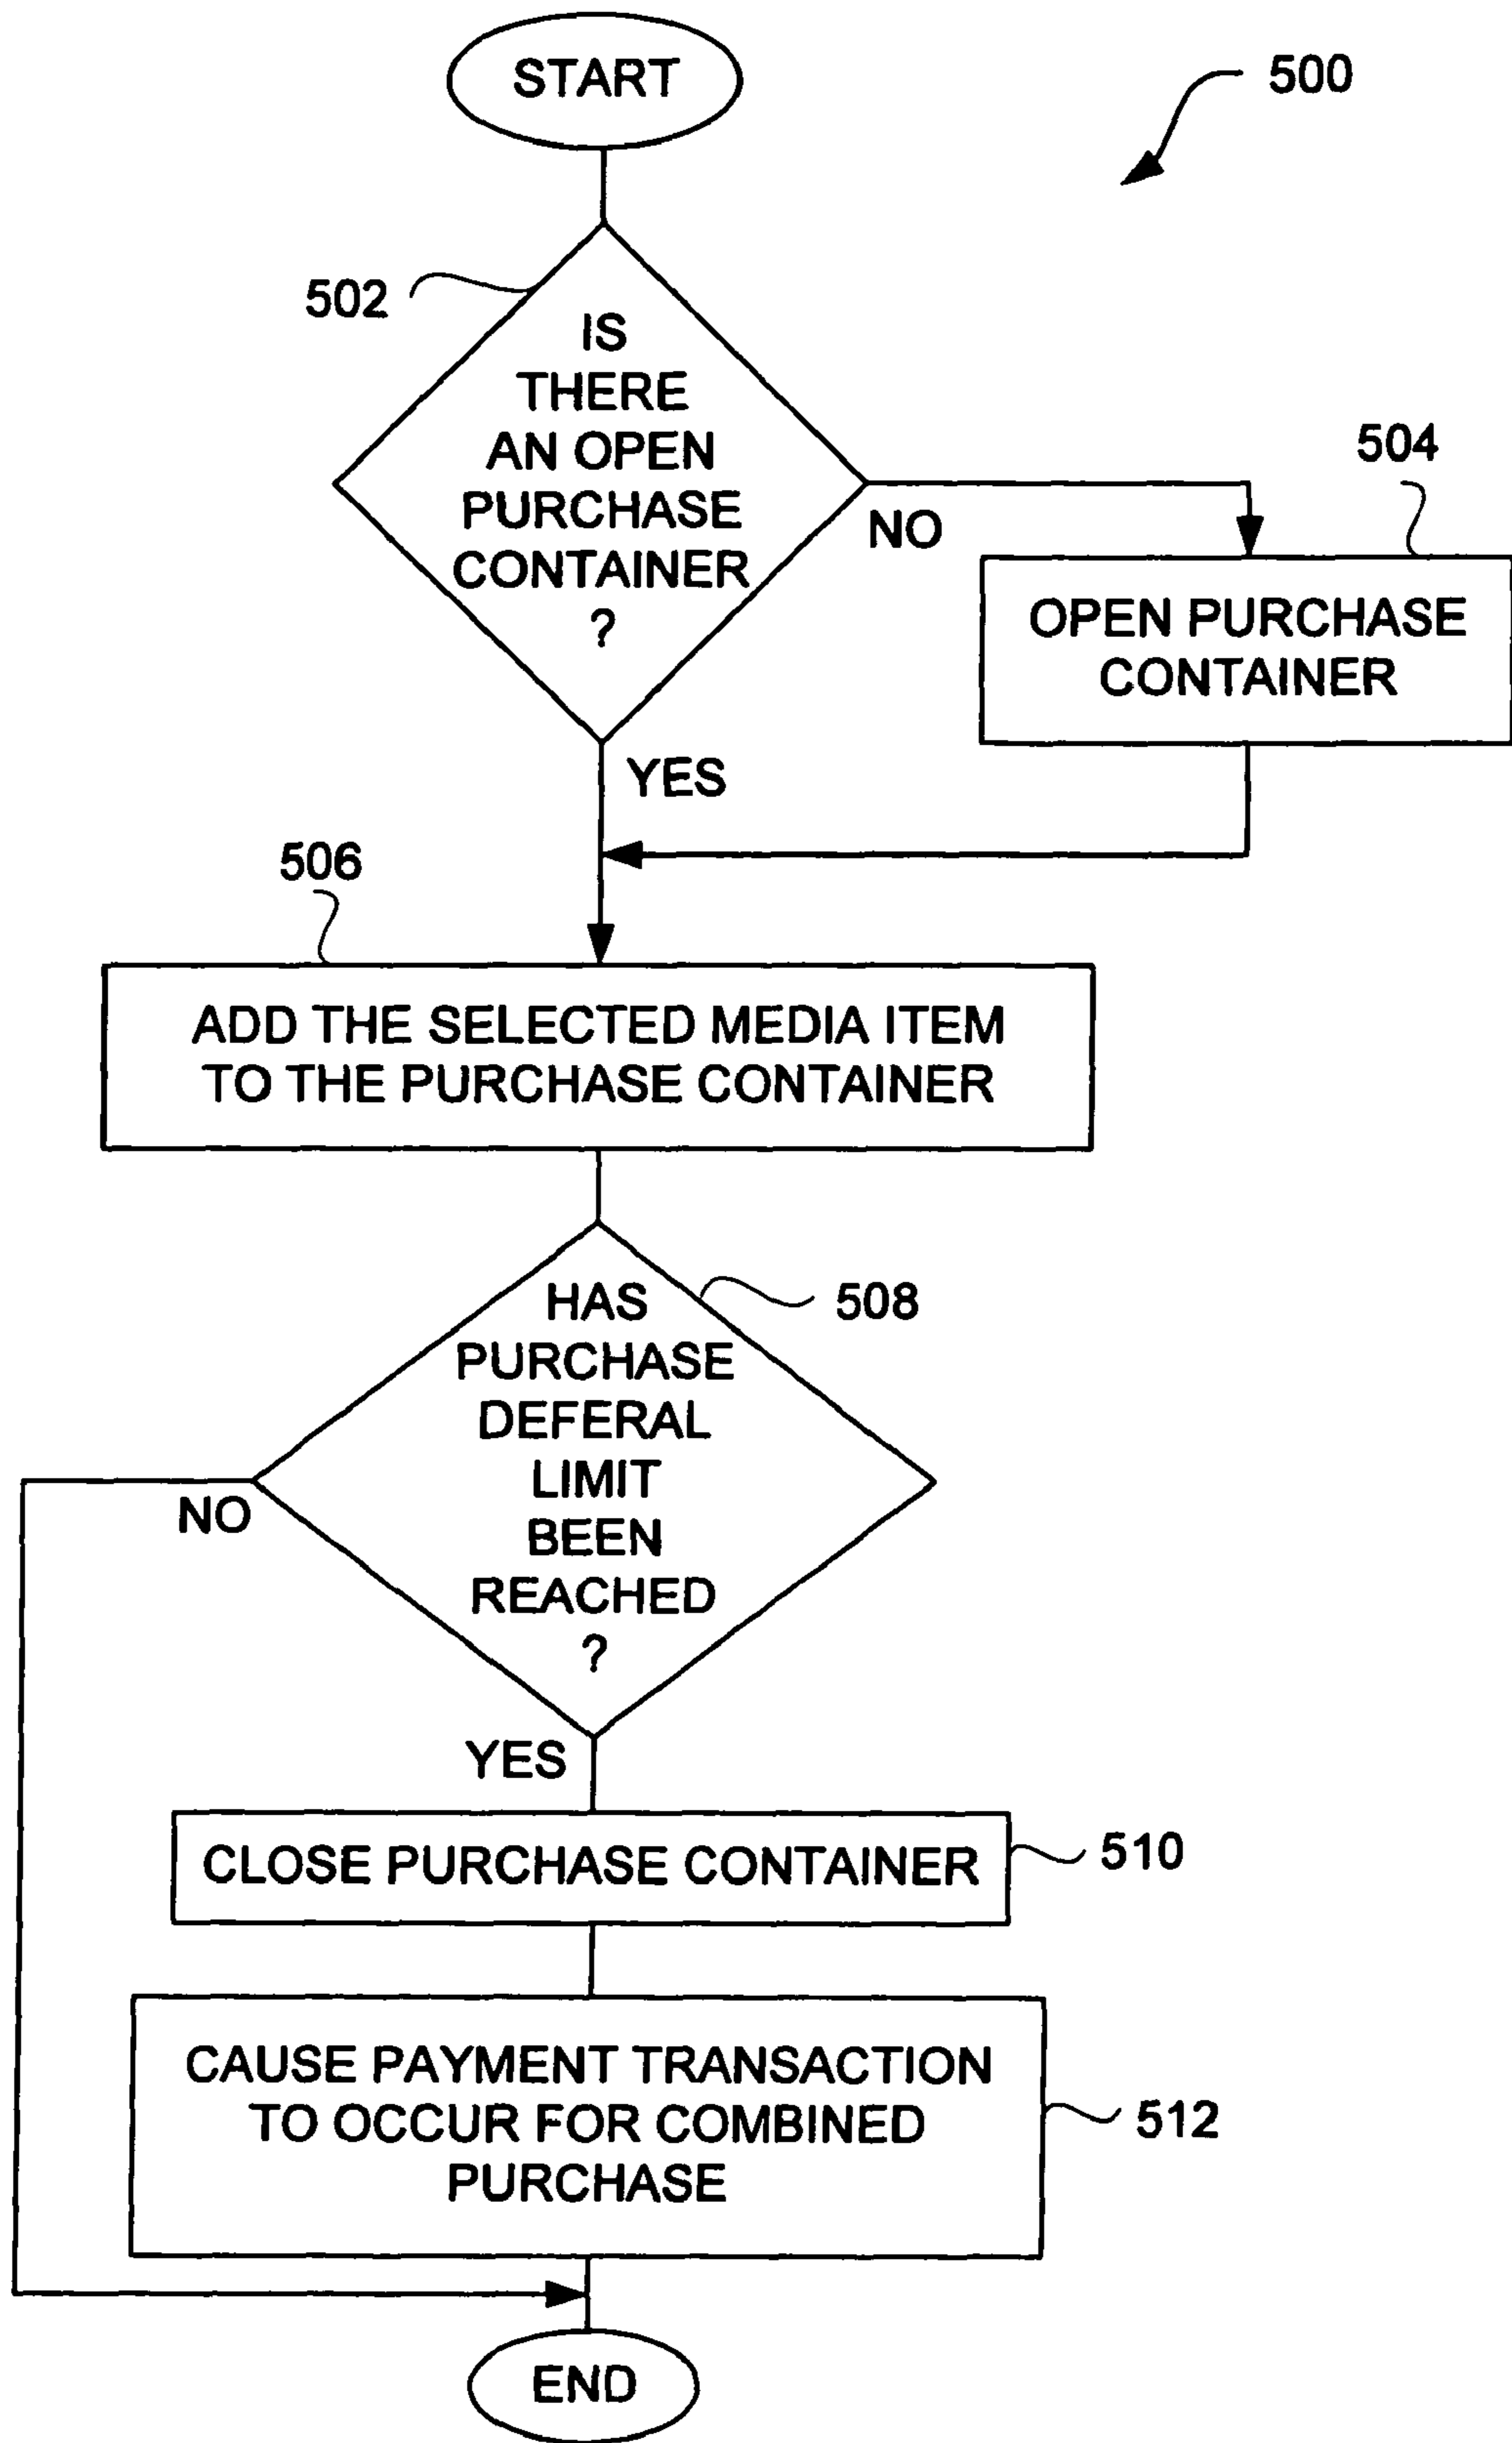 START
500
502
IS
THERE
AN OPEN
PURCHASE
CONTAINER
?
NO
504
OPEN PURCHASE
CONTAINER
YES
506
ADD THE SELECTED MEDIA ITEM
TO THE PURCHASE CONTAINER
HAS
PURCHASE
DEFERAL
LIMIT
BEEN
REACHED
?
508
NO
YES
CLOSE PURCHASE CONTAINER
510
CAUSE PAYMENT TRANSACTION
TO OCCUR FOR COMBINED
PURCHASE
512
END